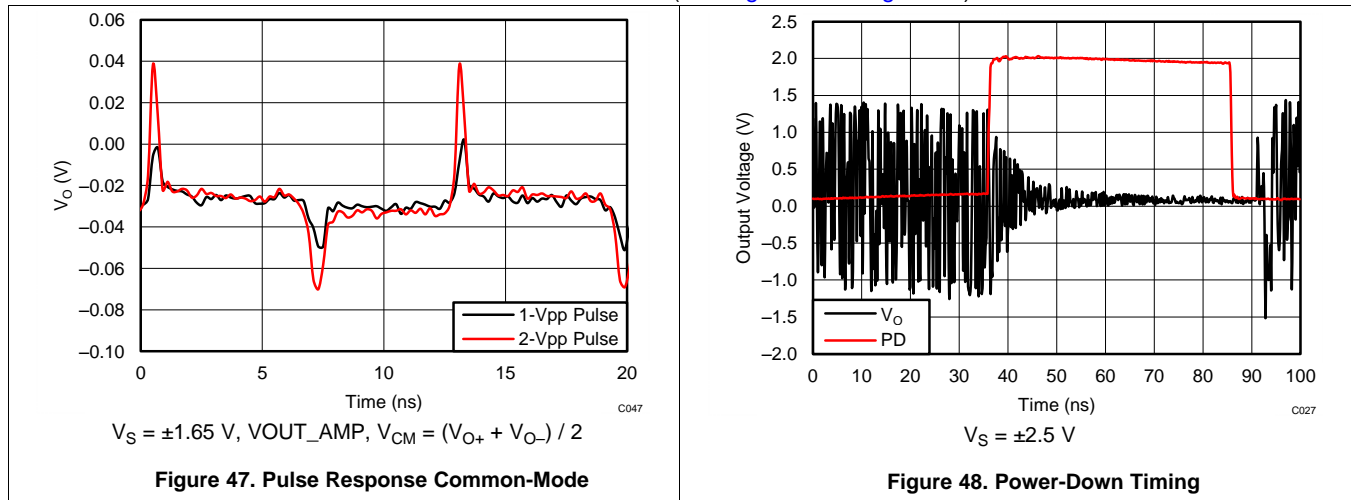 0.06
0.04
0.02
0.00
–0.02
–0.04
–0.06
–0.08
–0.10
V_O (V)
1-Vpp Pulse
2-Vpp Pulse
0
5
10
15
20
Time (ns)
C047
V_S = ±1.65 V, VOUT_AMP, V_CM = (V_O+ + V_O–) / 2
Figure 47. Pulse Response Common-Mode
2.5
2.0
1.5
1.0
0.5
0.0
–0.5
–1.0
–1.5
–2.0
Output Voltage (V)
V_O
PD
0
10
20
30
40
50
60
70
80
90
100
Time (ns)
C027
V_S = ±2.5 V
Figure 48. Power-Down Timing